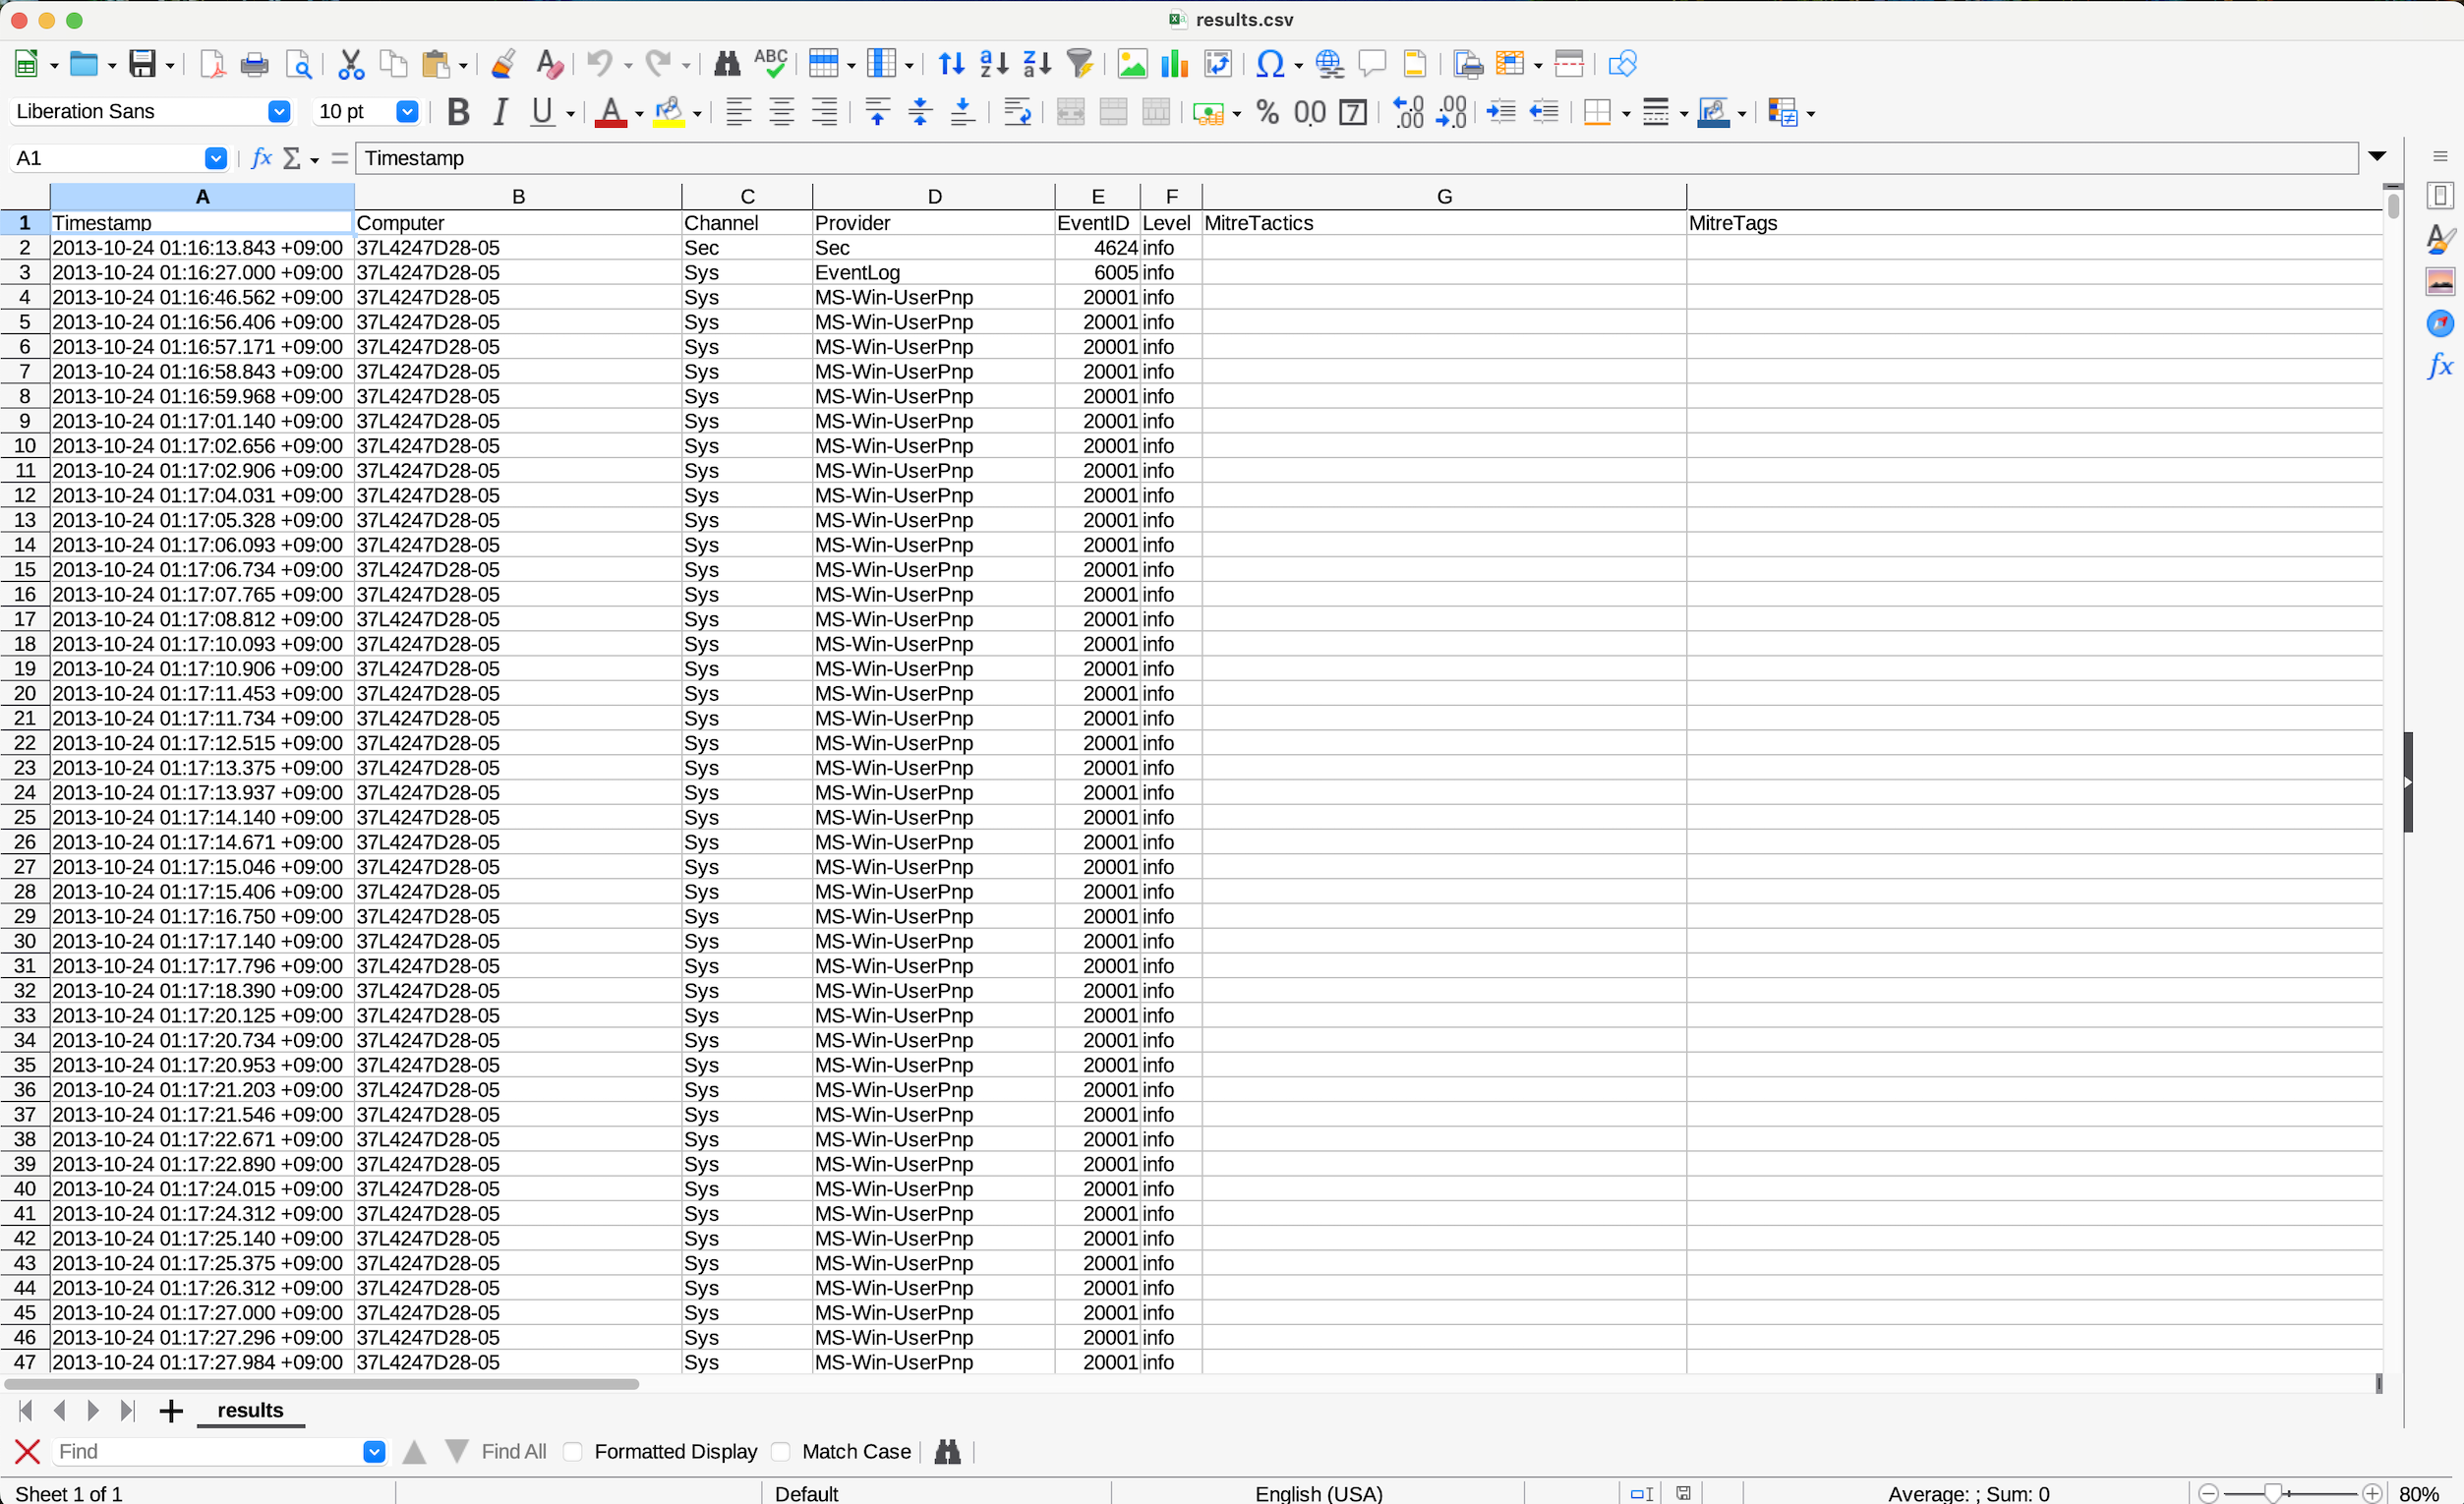 results.csv
ABC
Liberation Sans 10 pt B I U A % 00 7 .0 .00 .00 .0
A1 fx Σ = Timestamp
A B C D E F G
1 Timestamp Computer Channel Provider EventID Level MitreTactics MitreTags
2 2013-10-24 01:16:13.843 +09:00 37L4247D28-05 Sec Sec 4624 info
3 2013-10-24 01:16:27.000 +09:00 37L4247D28-05 Sys EventLog 6005 info
4 2013-10-24 01:16:46.562 +09:00 37L4247D28-05 Sys MS-Win-UserPnp 20001 info
5 2013-10-24 01:16:56.406 +09:00 37L4247D28-05 Sys MS-Win-UserPnp 20001 info
6 2013-10-24 01:16:57.171 +09:00 37L4247D28-05 Sys MS-Win-UserPnp 20001 info
7 2013-10-24 01:16:58.843 +09:00 37L4247D28-05 Sys MS-Win-UserPnp 20001 info
8 2013-10-24 01:16:59.968 +09:00 37L4247D28-05 Sys MS-Win-UserPnp 20001 info
9 2013-10-24 01:17:01.140 +09:00 37L4247D28-05 Sys MS-Win-UserPnp 20001 info
10 2013-10-24 01:17:02.656 +09:00 37L4247D28-05 Sys MS-Win-UserPnp 20001 info
11 2013-10-24 01:17:02.906 +09:00 37L4247D28-05 Sys MS-Win-UserPnp 20001 info
12 2013-10-24 01:17:04.031 +09:00 37L4247D28-05 Sys MS-Win-UserPnp 20001 info
13 2013-10-24 01:17:05.328 +09:00 37L4247D28-05 Sys MS-Win-UserPnp 20001 info
14 2013-10-24 01:17:06.093 +09:00 37L4247D28-05 Sys MS-Win-UserPnp 20001 info
15 2013-10-24 01:17:06.734 +09:00 37L4247D28-05 Sys MS-Win-UserPnp 20001 info
16 2013-10-24 01:17:07.765 +09:00 37L4247D28-05 Sys MS-Win-UserPnp 20001 info
17 2013-10-24 01:17:08.812 +09:00 37L4247D28-05 Sys MS-Win-UserPnp 20001 info
18 2013-10-24 01:17:10.093 +09:00 37L4247D28-05 Sys MS-Win-UserPnp 20001 info
19 2013-10-24 01:17:10.906 +09:00 37L4247D28-05 Sys MS-Win-UserPnp 20001 info
20 2013-10-24 01:17:11.453 +09:00 37L4247D28-05 Sys MS-Win-UserPnp 20001 info
21 2013-10-24 01:17:11.734 +09:00 37L4247D28-05 Sys MS-Win-UserPnp 20001 info
22 2013-10-24 01:17:12.515 +09:00 37L4247D28-05 Sys MS-Win-UserPnp 20001 info
23 2013-10-24 01:17:13.375 +09:00 37L4247D28-05 Sys MS-Win-UserPnp 20001 info
24 2013-10-24 01:17:13.937 +09:00 37L4247D28-05 Sys MS-Win-UserPnp 20001 info
25 2013-10-24 01:17:14.140 +09:00 37L4247D28-05 Sys MS-Win-UserPnp 20001 info
26 2013-10-24 01:17:14.671 +09:00 37L4247D28-05 Sys MS-Win-UserPnp 20001 info
27 2013-10-24 01:17:15.046 +09:00 37L4247D28-05 Sys MS-Win-UserPnp 20001 info
28 2013-10-24 01:17:15.406 +09:00 37L4247D28-05 Sys MS-Win-UserPnp 20001 info
29 2013-10-24 01:17:16.750 +09:00 37L4247D28-05 Sys MS-Win-UserPnp 20001 info
30 2013-10-24 01:17:17.140 +09:00 37L4247D28-05 Sys MS-Win-UserPnp 20001 info
31 2013-10-24 01:17:17.796 +09:00 37L4247D28-05 Sys MS-Win-UserPnp 20001 info
32 2013-10-24 01:17:18.390 +09:00 37L4247D28-05 Sys MS-Win-UserPnp 20001 info
33 2013-10-24 01:17:20.125 +09:00 37L4247D28-05 Sys MS-Win-UserPnp 20001 info
34 2013-10-24 01:17:20.734 +09:00 37L4247D28-05 Sys MS-Win-UserPnp 20001 info
35 2013-10-24 01:17:20.953 +09:00 37L4247D28-05 Sys MS-Win-UserPnp 20001 info
36 2013-10-24 01:17:21.203 +09:00 37L4247D28-05 Sys MS-Win-UserPnp 20001 info
37 2013-10-24 01:17:21.546 +09:00 37L4247D28-05 Sys MS-Win-UserPnp 20001 info
38 2013-10-24 01:17:22.671 +09:00 37L4247D28-05 Sys MS-Win-UserPnp 20001 info
39 2013-10-24 01:17:22.890 +09:00 37L4247D28-05 Sys MS-Win-UserPnp 20001 info
40 2013-10-24 01:17:24.015 +09:00 37L4247D28-05 Sys MS-Win-UserPnp 20001 info
41 2013-10-24 01:17:24.312 +09:00 37L4247D28-05 Sys MS-Win-UserPnp 20001 info
42 2013-10-24 01:17:25.140 +09:00 37L4247D28-05 Sys MS-Win-UserPnp 20001 info
43 2013-10-24 01:17:25.375 +09:00 37L4247D28-05 Sys MS-Win-UserPnp 20001 info
44 2013-10-24 01:17:26.312 +09:00 37L4247D28-05 Sys MS-Win-UserPnp 20001 info
45 2013-10-24 01:17:27.000 +09:00 37L4247D28-05 Sys MS-Win-UserPnp 20001 info
46 2013-10-24 01:17:27.296 +09:00 37L4247D28-05 Sys MS-Win-UserPnp 20001 info
47 2013-10-24 01:17:27.984 +09:00 37L4247D28-05 Sys MS-Win-UserPnp 20001 info
results
Find Find All Formatted Display Match Case
Sheet 1 of 1 Default English (USA) Average: ; Sum: 0 80%